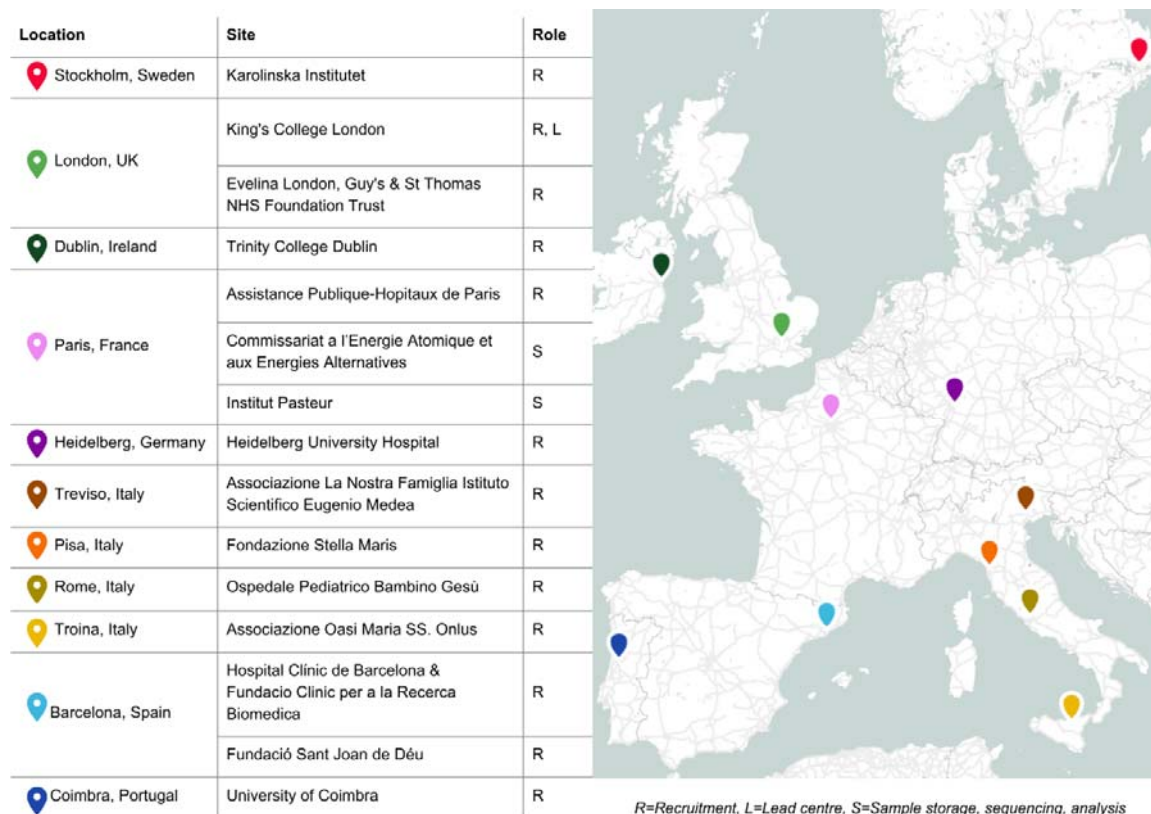 Location Site Role
Stockholm, Sweden Karolinska Institutet R
London, UK
King's College London R, L
Evelina London, Guy's & St Thomas
NHS Foundation Trust
R
Dublin, Ireland Trinity College Dublin R
Paris, France
Assistance Publique-Hopitaux de Paris R
Commissariat a l'Energie Atomique et
aux Energies Alternatives
S
Institut Pasteur S
Heidelberg, Germany Heidelberg University Hospital R
Treviso, Italy
Associazione La Nostra Famiglia Istituto
Scientifico Eugenio Medea
R
Pisa, Italy Fondazione Stella Maris R
Rome, Italy Ospedale Pediatrico Bambino Gesù R
Troina, Italy Associazione Oasi Maria SS. Onlus R
Barcelona, Spain
Hospital Clínic de Barcelona &
Fundacio Clinic per a la Recerca
Biomedica
R
Fundació Sant Joan de Déu R
Coimbra, Portugal University of Coimbra R
R=Recruitment, L=Lead centre, S=Sample storage, sequencing, analysis